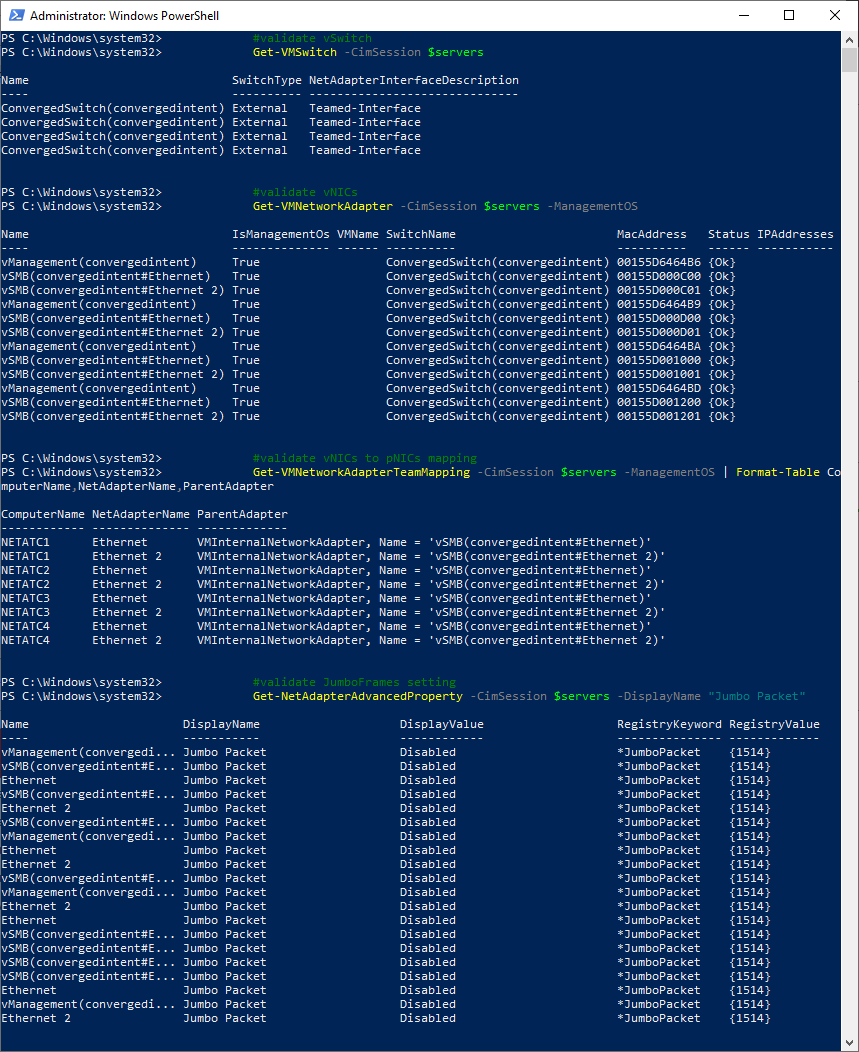 Administrator: Windows PowerShell
PS C:\Windows\system32> #validate vSwitch
PS C:\Windows\system32> Get-VMSwitch -CimSession $servers
Name SwitchType NetAdapterInterfaceDescription
---- ---------- ------------------------------
ConvergedSwitch(convergedintent) External Teamed-Interface
ConvergedSwitch(convergedintent) External Teamed-Interface
ConvergedSwitch(convergedintent) External Teamed-Interface
ConvergedSwitch(convergedintent) External Teamed-Interface
PS C:\Windows\system32> #validate vNICs
PS C:\Windows\system32> Get-VMNetworkAdapter -CimSession $servers -ManagementOS
Name IsManagementOs VMName SwitchName MacAddress Status IPAddresses
---- -------------- ------ ---------- ---------- ------ -----------
vManagement(convergedintent) True ConvergedSwitch(convergedintent) 00155D6464B6 {Ok}
vSMB(convergedintent#Ethernet) True ConvergedSwitch(convergedintent) 00155D000C00 {Ok}
vSMB(convergedintent#Ethernet 2) True ConvergedSwitch(convergedintent) 00155D000C01 {Ok}
vManagement(convergedintent) True ConvergedSwitch(convergedintent) 00155D6464B9 {Ok}
vSMB(convergedintent#Ethernet) True ConvergedSwitch(convergedintent) 00155D000D00 {Ok}
vSMB(convergedintent#Ethernet 2) True ConvergedSwitch(convergedintent) 00155D000D01 {Ok}
vManagement(convergedintent) True ConvergedSwitch(convergedintent) 00155D6464BA {Ok}
vSMB(convergedintent#Ethernet) True ConvergedSwitch(convergedintent) 00155D001000 {Ok}
vSMB(convergedintent#Ethernet 2) True ConvergedSwitch(convergedintent) 00155D001001 {Ok}
vManagement(convergedintent) True ConvergedSwitch(convergedintent) 00155D6464BD {Ok}
vSMB(convergedintent#Ethernet) True ConvergedSwitch(convergedintent) 00155D001200 {Ok}
vSMB(convergedintent#Ethernet 2) True ConvergedSwitch(convergedintent) 00155D001201 {Ok}
PS C:\Windows\system32> #validate vNICs to pNICs mapping
PS C:\Windows\system32> Get-VMNetworkAdapterTeamMapping -CimSession $servers -ManagementOS | Format-Table Co
mputerName,NetAdapterName,ParentAdapter
ComputerName NetAdapterName ParentAdapter
------------ -------------- -------------
NETATC1 Ethernet VMInternalNetworkAdapter, Name = 'vSMB(convergedintent#Ethernet)'
NETATC1 Ethernet 2 VMInternalNetworkAdapter, Name = 'vSMB(convergedintent#Ethernet 2)'
NETATC2 Ethernet VMInternalNetworkAdapter, Name = 'vSMB(convergedintent#Ethernet)'
NETATC2 Ethernet 2 VMInternalNetworkAdapter, Name = 'vSMB(convergedintent#Ethernet 2)'
NETATC3 Ethernet VMInternalNetworkAdapter, Name = 'vSMB(convergedintent#Ethernet)'
NETATC3 Ethernet 2 VMInternalNetworkAdapter, Name = 'vSMB(convergedintent#Ethernet 2)'
NETATC4 Ethernet VMInternalNetworkAdapter, Name = 'vSMB(convergedintent#Ethernet)'
NETATC4 Ethernet 2 VMInternalNetworkAdapter, Name = 'vSMB(convergedintent#Ethernet 2)'
PS C:\Windows\system32> #validate JumboFrames setting
PS C:\Windows\system32> Get-NetAdapterAdvancedProperty -CimSession $servers -DisplayName "Jumbo Packet"
Name DisplayName DisplayValue RegistryKeyword RegistryValue
---- ----------- ------------ --------------- -------------
vManagement(convergedi... Jumbo Packet Disabled *JumboPacket {1514}
vSMB(convergedintent#E... Jumbo Packet Disabled *JumboPacket {1514}
Ethernet Jumbo Packet Disabled *JumboPacket {1514}
vSMB(convergedintent#E... Jumbo Packet Disabled *JumboPacket {1514}
Ethernet 2 Jumbo Packet Disabled *JumboPacket {1514}
vSMB(convergedintent#E... Jumbo Packet Disabled *JumboPacket {1514}
vManagement(convergedi... Jumbo Packet Disabled *JumboPacket {1514}
Ethernet Jumbo Packet Disabled *JumboPacket {1514}
Ethernet 2 Jumbo Packet Disabled *JumboPacket {1514}
vSMB(convergedintent#E... Jumbo Packet Disabled *JumboPacket {1514}
vManagement(convergedi... Jumbo Packet Disabled *JumboPacket {1514}
Ethernet 2 Jumbo Packet Disabled *JumboPacket {1514}
Ethernet Jumbo Packet Disabled *JumboPacket {1514}
vSMB(convergedintent#E... Jumbo Packet Disabled *JumboPacket {1514}
vSMB(convergedintent#E... Jumbo Packet Disabled *JumboPacket {1514}
vSMB(convergedintent#E... Jumbo Packet Disabled *JumboPacket {1514}
vSMB(convergedintent#E... Jumbo Packet Disabled *JumboPacket {1514}
Ethernet Jumbo Packet Disabled *JumboPacket {1514}
vManagement(convergedi... Jumbo Packet Disabled *JumboPacket {1514}
Ethernet 2 Jumbo Packet Disabled *JumboPacket {1514}